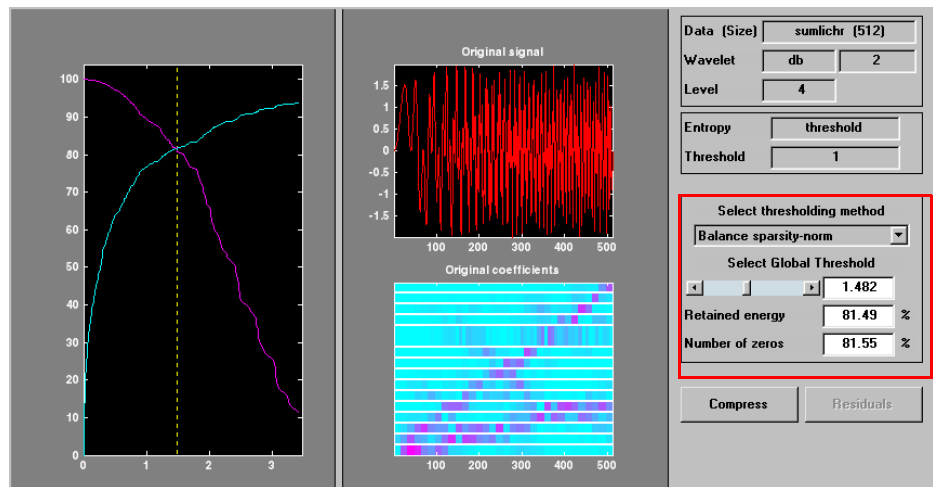 100
90
80
70
60
50
40
30
20
10
0
0 1 2 3
Original signal
1.5
1
0.5
0
-0.5
-1
-1.5
100 200 300 400 500
Original coefficients
100 200 300 400 500
Data (Size) sumlichr (512)
Wavelet db 2
Level 4
Entropy threshold
Threshold 1
Select thresholding method
Balance sparsity-norm
Select Global Threshold
1.482
Retained energy 81.49 %
Number of zeros 81.55 %
Compress Residuals